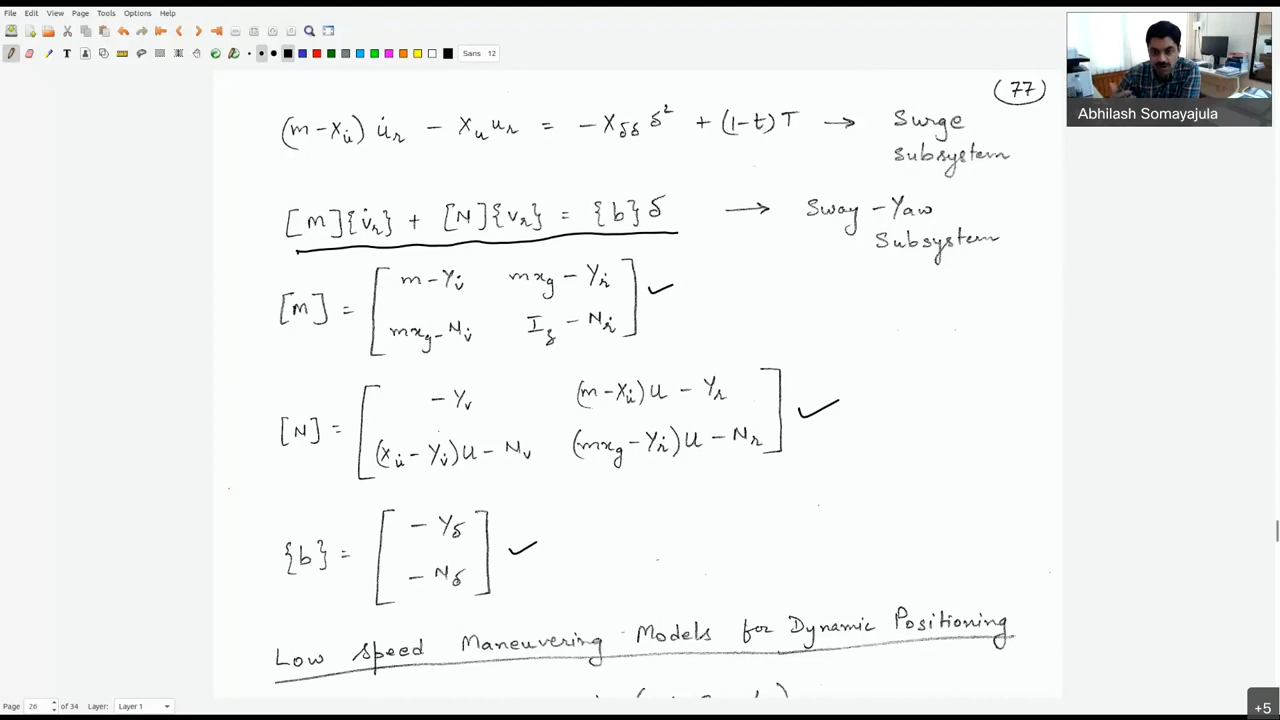 File Edit View Page Tools Options Help
Sans 12
Abhilash Somayajula
77
(m-X_u̇) u̇_r - X_u u_r = -X_δδ δ² + (1-t)T → Surge
Subsystem
[M]{v̇_r} + [N]{v_r} = {b}δ → Sway-Yaw
Subsystem
[M] = [ m-Y_v̇ mx_g-Y_ṙ
mx_g-N_v̇ I_z-N_ṙ ] ✓
[N] = [ -Y_v (m-X_u̇)U-Y_r
(X_u̇-Y_v̇)U-N_v (mx_g-Y_ṙ)U-N_r ] ✓
{b} = [ -Y_δ
-N_δ ] ✓
Low speed Maneuvering Models for Dynamic Positioning
Page 26 of 34 Layer: Layer 1
+5